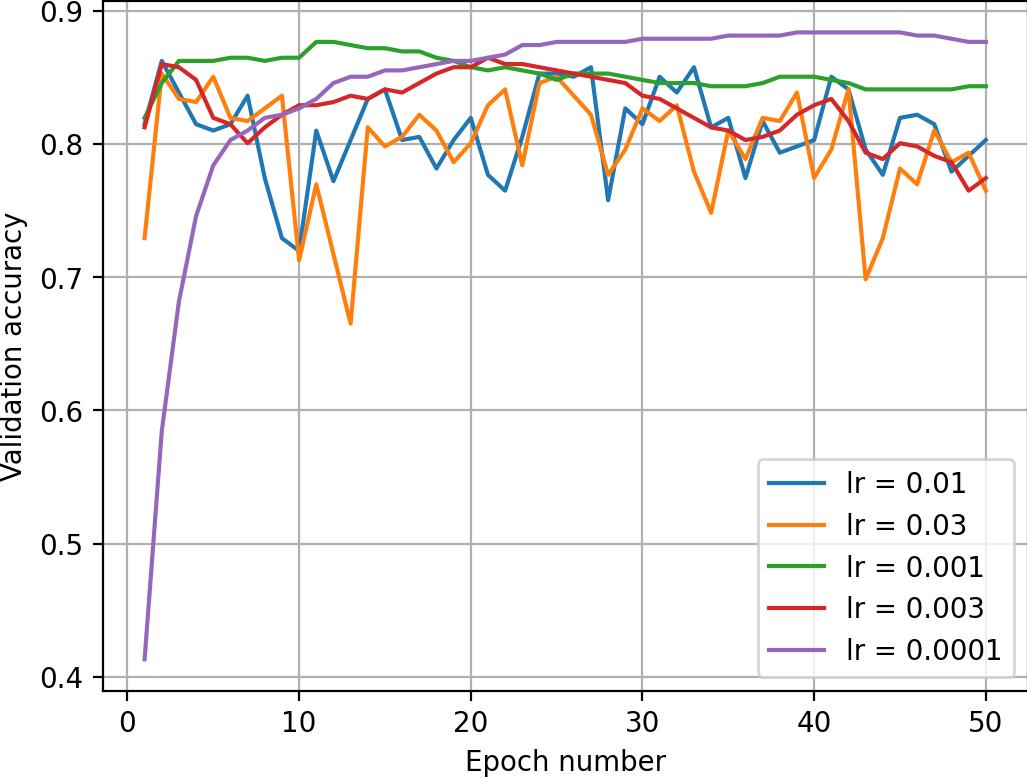 0.9
0.8
0.7
0.6
0.5
0.4
Validation accuracy
0 10 20 30 40 50
Epoch number
lr = 0.01
lr = 0.03
lr = 0.001
lr = 0.003
lr = 0.0001